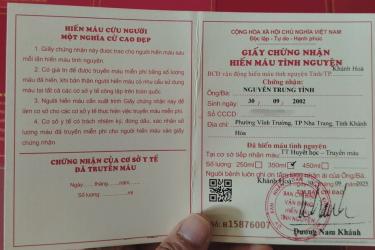 HIẾN MÁU CỨU NGƯỜI
MỘT NGHĨA CỬ CAO ĐẸP
1. Giấy chứng nhận này được trao cho người hiến máu sau
mỗi lần hiến máu tình nguyện.
2. Có giá trị để được truyền máu miễn phí bằng số lượng
máu đã hiến, khi bản thân người hiến máu có nhu cầu sử dụng
máu tại tất cả các cơ sở y tế công lập trên toàn quốc.
3. Người hiến máu cần xuất trình Giấy chứng nhận này để
làm cơ sở cho các cơ sở y tế thực hiện việc truyền máu miễn phí.
4. Cơ sở y tế có trách nhiệm ký, đóng dấu, xác nhận số
lượng máu đã truyền miễn phí cho người hiến máu vào giấy
chứng nhận
CHỨNG NHẬN CỦA CƠ SỞ Y TẾ
ĐÃ TRUYỀN MÁU
Ngày......tháng......năm......
CỘNG HÒA XÃ HỘI CHỦ NGHĨA VIỆT NAM
Độc lập - Tự do - Hạnh phúc
GIẤY CHỨNG NHẬN
HIẾN MÁU TÌNH NGUYỆN
BCĐ vận động hiến máu tình nguyện Tỉnh/TP Khánh Hòa
Chứng nhận:
Ông/Bà: NGUYỄN TRUNG TÍNH
Sinh ngày 30 / 09 / 2002
Số CCCD
Phường Vĩnh Trường, TP Nha Trang, Tỉnh Khánh
Hòa
Đã hiến máu tình nguyện
Tại cơ sở tiếp nhận máu: TT Huyết học – Truyền máu
Số lượng: 250ml 350ml 450ml
Người bệnh luôn ghi ơn tấm lòng nhân ái của Ông/Bà.
Khánh Hòa 09 2023
Số: B15876007
Dương Nam Khánh